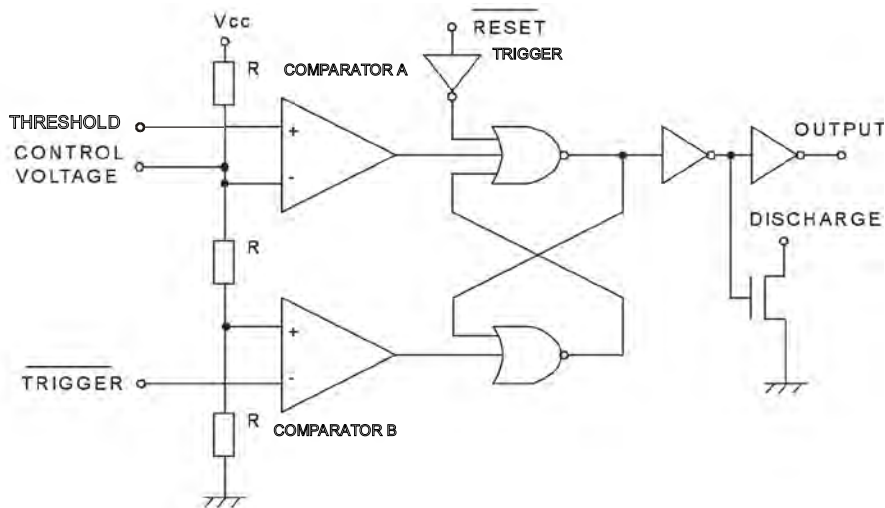 Vcc
RESET
TRIGGER
R
COMPARATOR A
THRESHOLD
+
OUTPUT
CONTROL
VOLTAGE
-
DISCHARGE
R
+
TRIGGER
-
R
COMPARATOR B